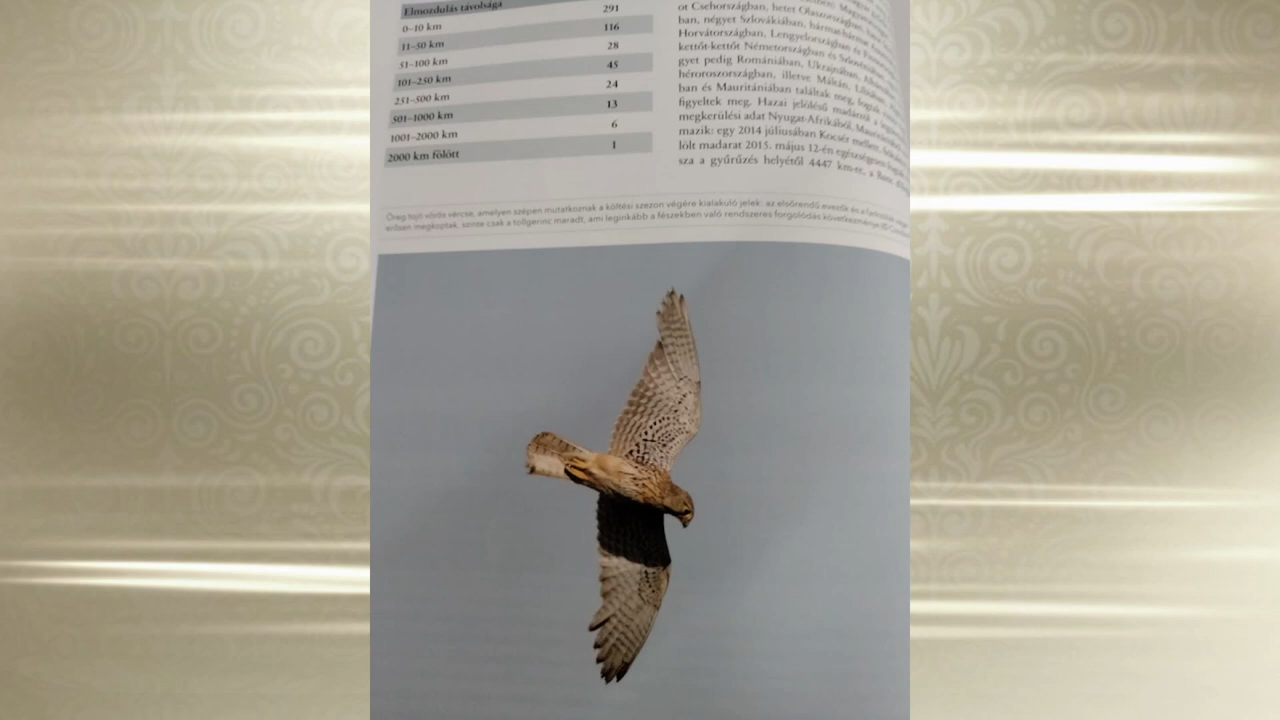 Elmozdulás távolsága
0–10 km 291
11–50 km 116
51–100 km 28
101–250 km 45
251–500 km 24
501–1000 km 13
1001–2000 km 6
2000 km fölött 1
ot Csehországban, hetet Olaszországban,
ban, négyet Szlovákiában, hármat-hármat
Horvátországban, Lengyelországban és
kettőt-kettőt Németországban és
gyet pedig Romániában, Ukrajnában,
héroroszországban, illetve Máltán,
ban és Mauritániában találtak meg, fogtak
figyeltek meg. Hazai jelölésű madártól a
megkerülési adat Nyugat-Afrikából,
mazik: egy 2014 júliusában Kocsér mellett,
lölt madarat 2015. május 12-én egészségesen
sza a gyűrűzés helyétől 4447 km-re, a Banc
Öreg tojó vörös vércse, amelyen szépen mutatkoznak a költési szezon végére kialakuló jelek: az elsőrendű evezők és a
erősen megkoptak, szinte csak a tollgerinc maradt, ami leginkább a fészekben való rendszeres forgolódás következménye